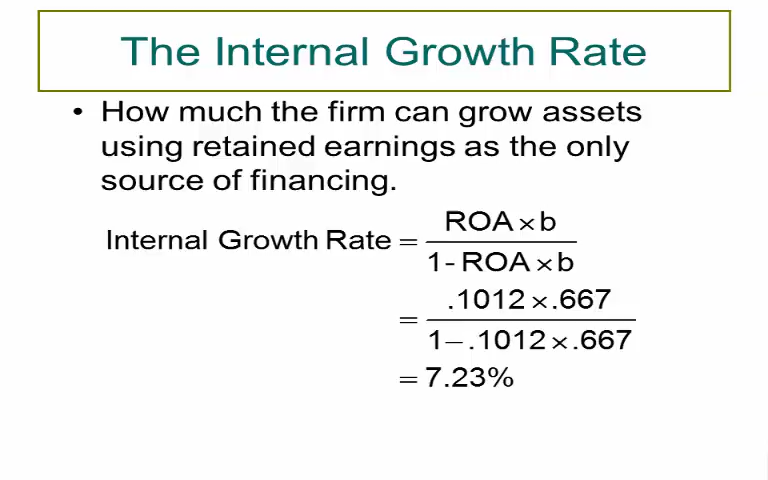 The Internal Growth Rate
• How much the firm can grow assets
using retained earnings as the only
source of financing.
Internal Growth Rate = ROA × b / 1 - ROA × b
= .1012 × .667 / 1 – .1012 × .667
= 7.23%